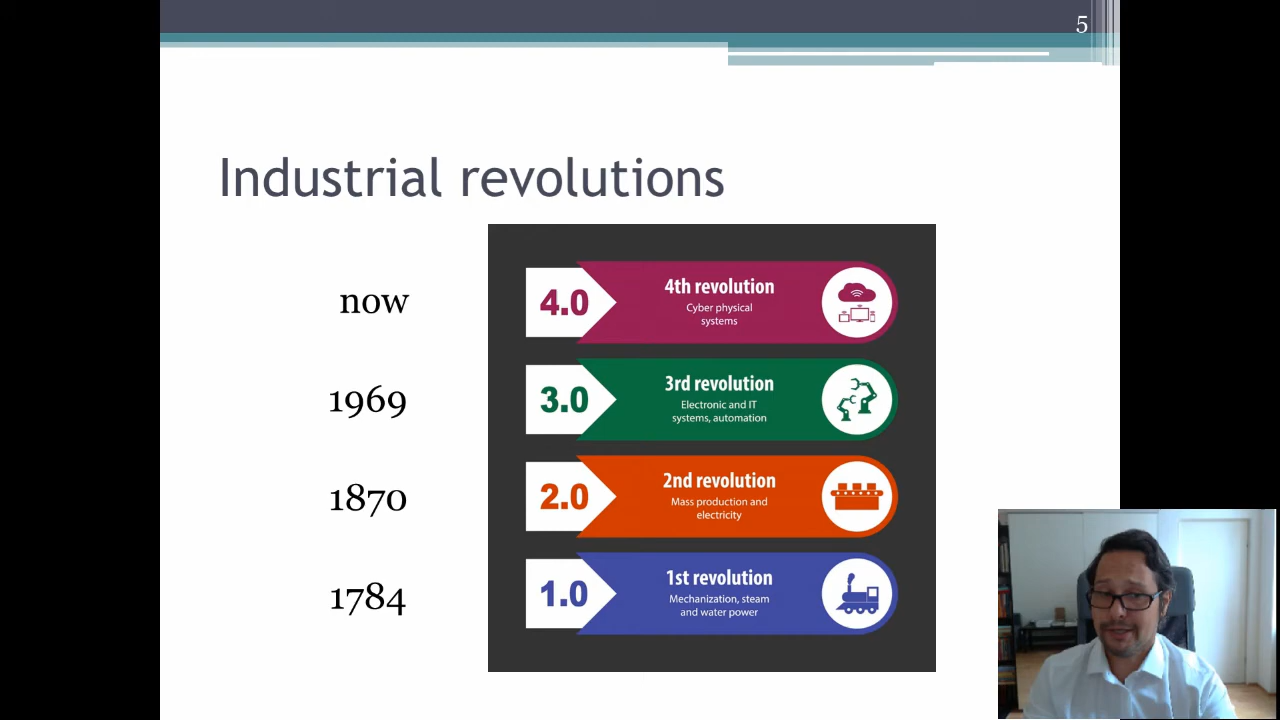 5
Industrial revolutions
now
4.0
4th revolution
Cyber physical
systems
1969
3.0
3rd revolution
Electronic and IT
systems, automation
1870
2.0
2nd revolution
Mass production and
electricity
1784
1.0
1st revolution
Mechanization, steam
and water power